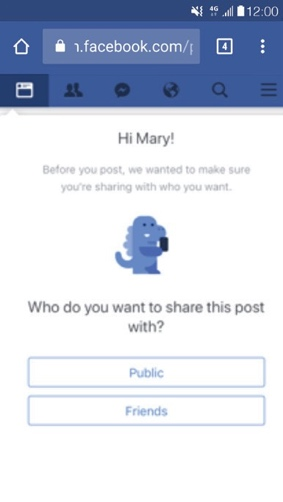 4G 12:00
n.facebook.com/ 4
Hi Mary!
Before you post, we wanted to make sure
you're sharing with who you want.
Who do you want to share this post
with?
Public
Friends